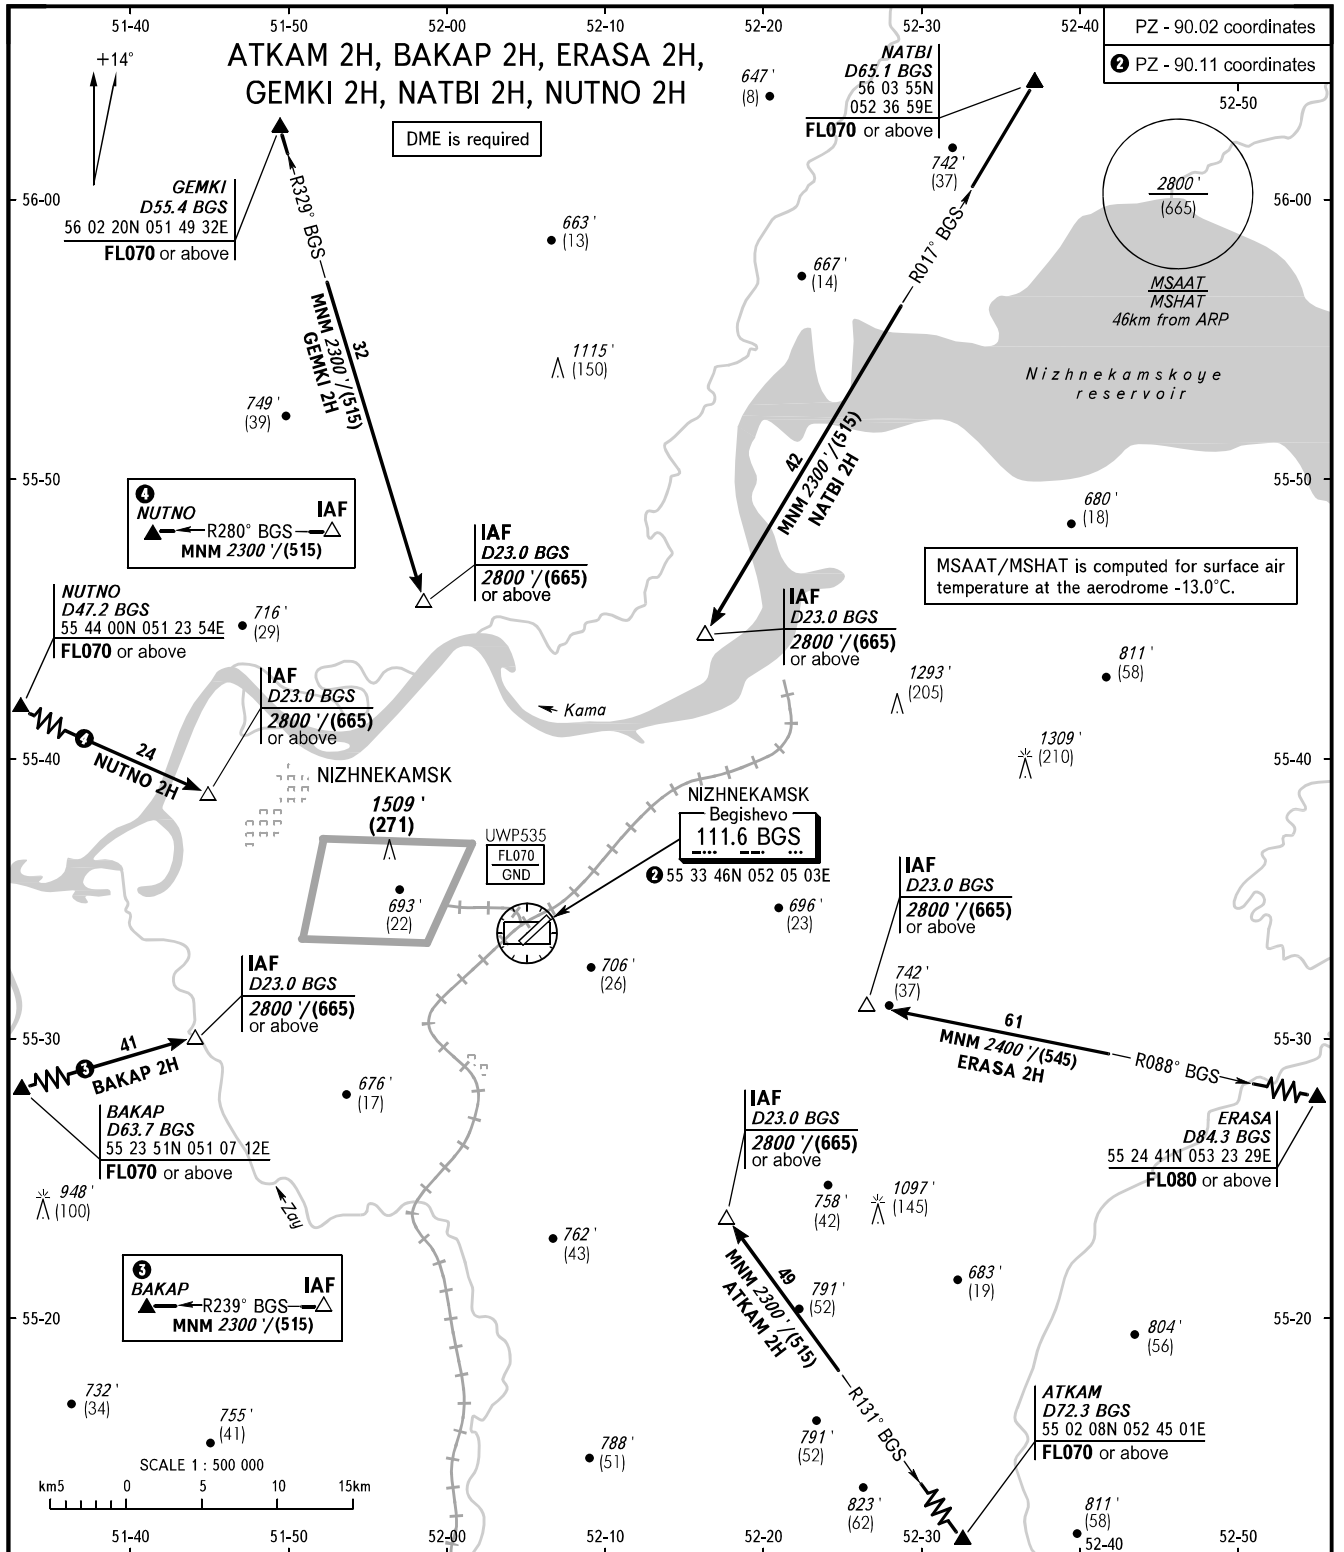 51-40
51-50
52-00
52-10
52-20
52-30
52-40
PZ - 90.02 coordinates
❷ PZ - 90.11 coordinates
52-50
+14°
ATKAM 2H, BAKAP 2H, ERASA 2H,
GEMKI 2H, NATBI 2H, NUTNO 2H
DME is required
647'
(8)
NATBI
D65.1 BGS
56 03 55N
052 36 59E
FL070 or above
742'
(37)
2800'
(665)
MSAAT
MSHAT
46km from ARP
GEMKI
D55.4 BGS
56 02 20N 051 49 32E
FL070 or above
56-00
56-00
R329° BGS
32
MNM 2300'/(515)
GEMKI 2H
663'
(13)
667'
(14)
R017° BGS
42
MNM 2300'/(515)
NATBI 2H
1115'
(150)
Nizhnekamskoye
reservoir
749'
(39)
55-50
55-50
❹
NUTNO
IAF
R280° BGS
MNM 2300'/(515)
680'
(18)
IAF
D23.0 BGS
2800'/(665)
or above
MSAAT/MSHAT is computed for surface air
temperature at the aerodrome -13.0°C.
NUTNO
D47.2 BGS
55 44 00N 051 23 54E
FL070 or above
716'
(29)
IAF
D23.0 BGS
2800'/(665)
or above
IAF
D23.0 BGS
2800'/(665)
or above
811'
(58)
1293'
(205)
Kama
❹
24
NUTNO 2H
1309'
(210)
55-40
55-40
NIZHNEKAMSK
1509'
(271)
693'
(22)
UWP535
FL070
GND
NIZHNEKAMSK
Begishevo
111.6 BGS
❷ 55 33 46N 052 05 03E
696'
(23)
IAF
D23.0 BGS
2800'/(665)
or above
706'
(26)
IAF
D23.0 BGS
2800'/(665)
or above
742'
(37)
55-30
55-30
41
❸
BAKAP 2H
61
MNM 2400'/(545)
ERASA 2H
R088° BGS
676'
(17)
BAKAP
D63.7 BGS
55 23 51N 051 07 12E
FL070 or above
IAF
D23.0 BGS
2800'/(665)
or above
ERASA
D84.3 BGS
55 24 41N 053 23 29E
FL080 or above
948'
(100)
Zay
758'
(42)
1097'
(145)
762'
(43)
❸
BAKAP
IAF
R239° BGS
MNM 2300'/(515)
49
MNM 2300'/(515)
ATKAM 2H
791'
(52)
683'
(19)
55-20
55-20
804'
(56)
R131° BGS
ATKAM
D72.3 BGS
55 02 08N 052 45 01E
FL070 or above
732'
(34)
755'
(41)
788'
(51)
791'
(52)
823'
(62)
811'
(58)
SCALE 1 : 500 000
km5
0
5
10
15km
51-40
51-50
52-00
52-10
52-20
52-30
52-40
52-50